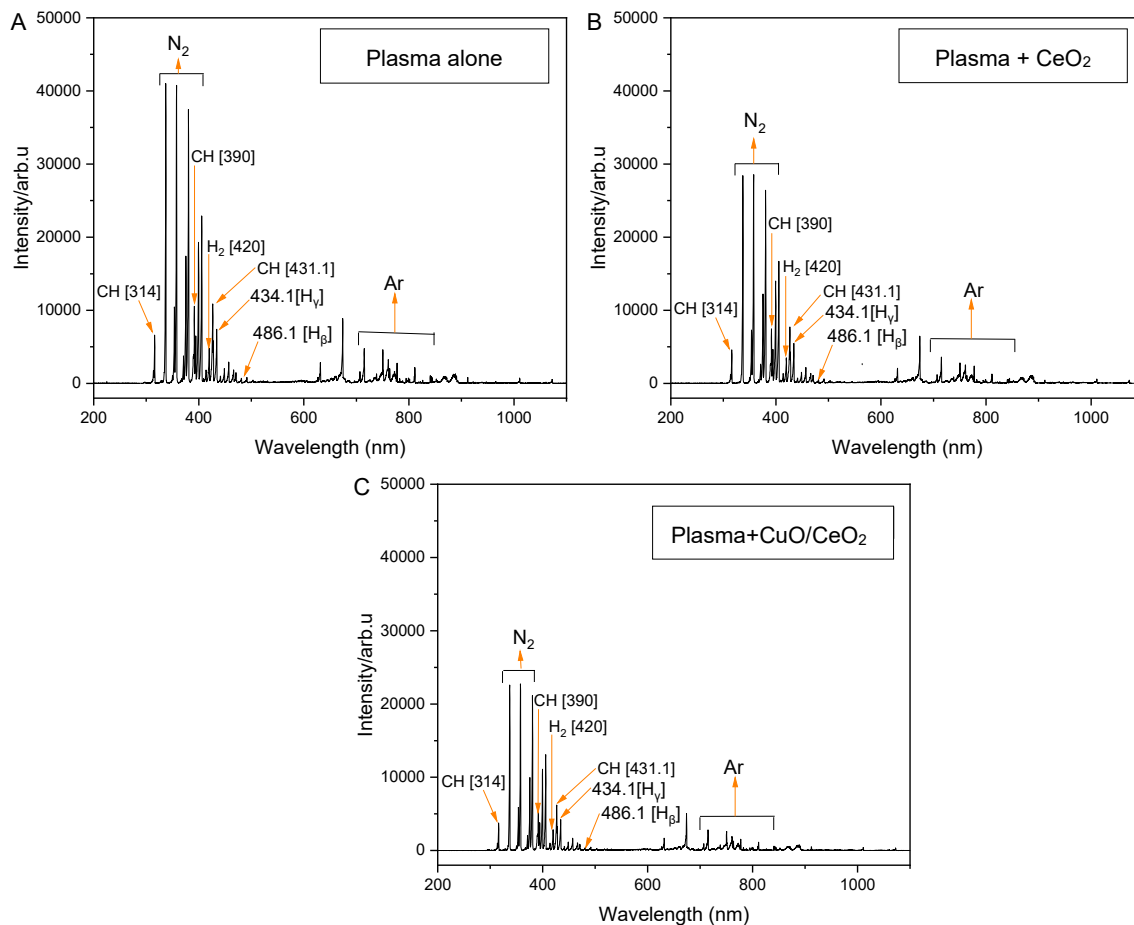 A
Plasma alone
N₂
CH [390]
H₂ [420]
CH [431.1]
CH [314]
434.1[Hγ]
486.1 [Hβ]
Ar
50000
40000
30000
20000
10000
0
Intensity/arb.u
200 400 600 800 1000
Wavelength (nm)
B
Plasma + CeO₂
N₂
CH [390]
H₂ [420]
CH [431.1]
CH [314]
434.1[Hγ]
486.1 [Hβ]
Ar
50000
40000
30000
20000
10000
0
Intensity/arb.u
200 400 600 800 1000
Wavelength (nm)
C
Plasma+CuO/CeO₂
N₂
CH [390]
H₂ [420]
CH [431.1]
CH [314]
434.1[Hγ]
486.1 [Hβ]
Ar
50000
40000
30000
20000
10000
0
Intensity/arb.u
200 400 600 800 1000
Wavelength (nm)